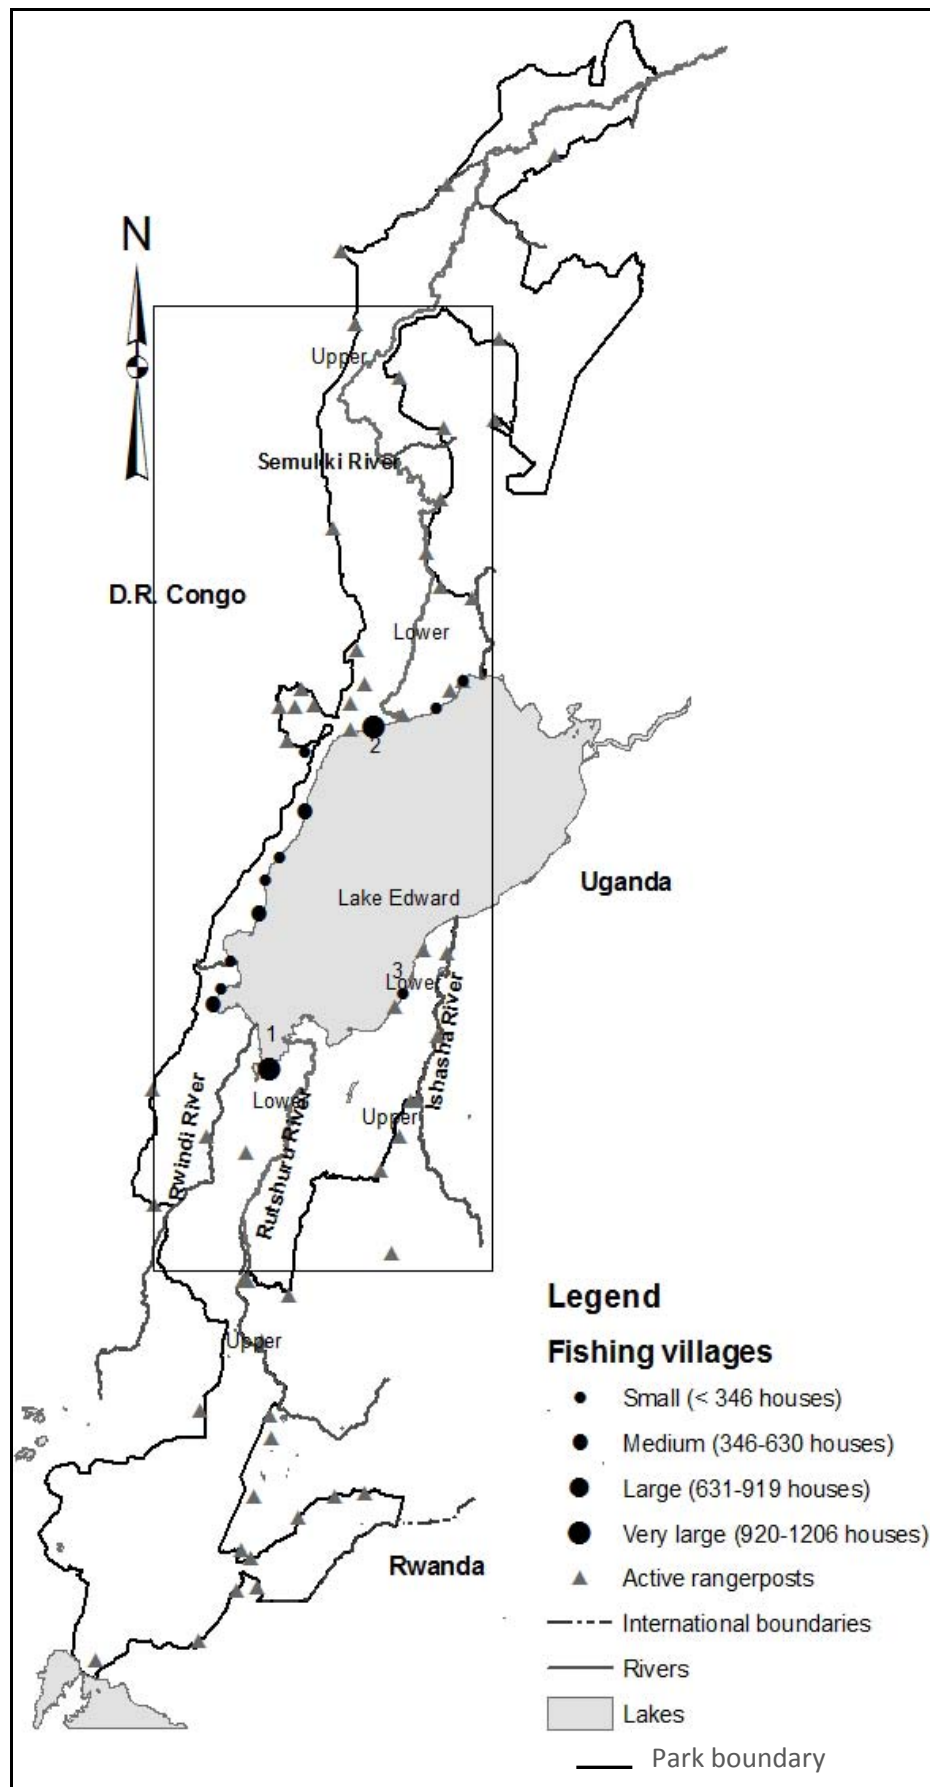 N
Upper
Semukki River
D.R. Congo
Lower
2
Uganda
Lake Edward
3
Lower
Ishasha River
1
Lower
Upper
Rwindi River
Rutshuru River
Upper
Rwanda
Legend
Fishing villages
Small (< 346 houses)
Medium (346-630 houses)
Large (631-919 houses)
Very large (920-1206 houses)
Active rangerposts
International boundaries
Rivers
Lakes
Park boundary